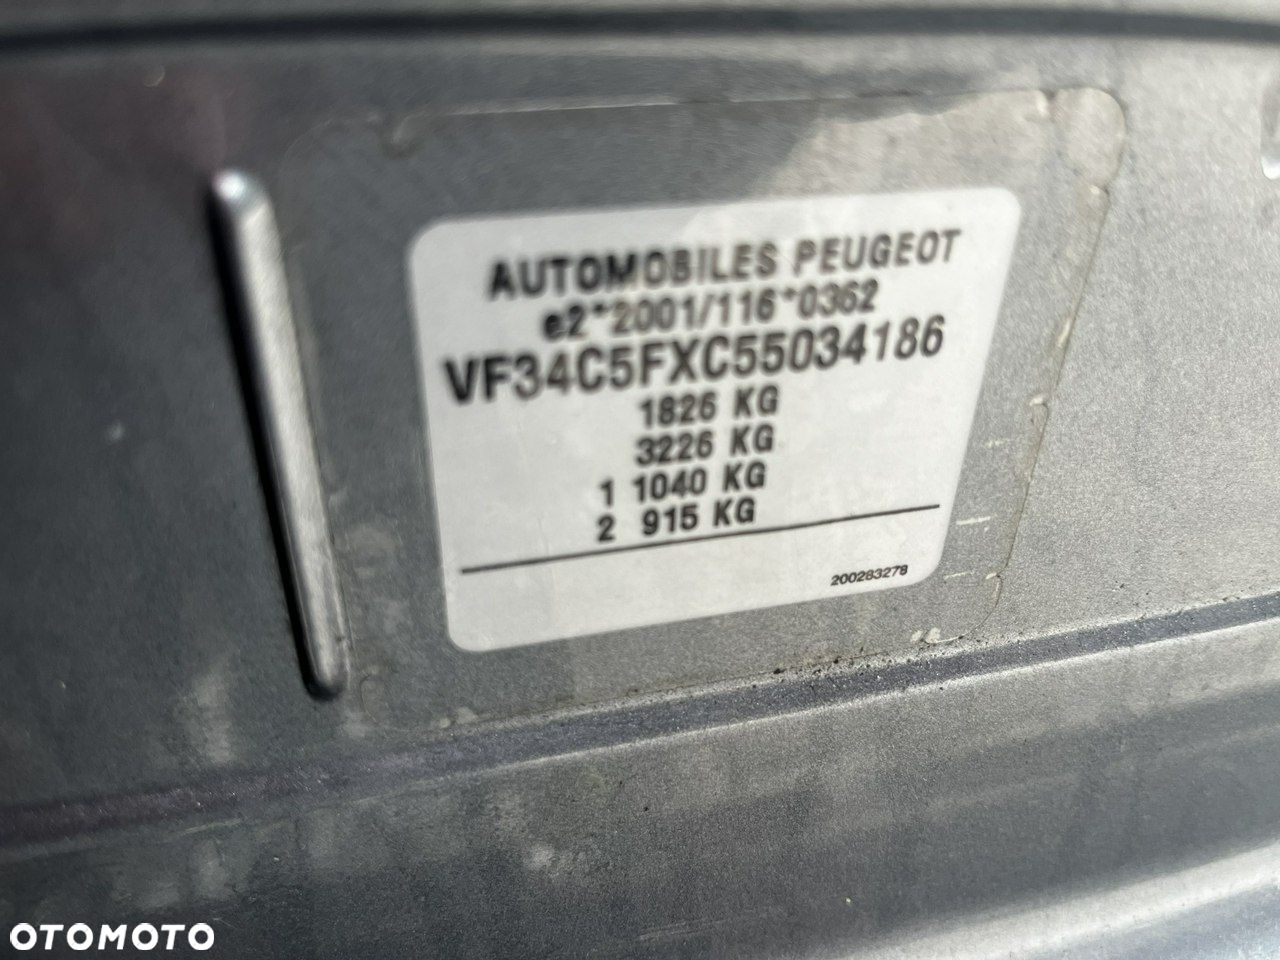 AUTOMOBILES PEUGEOT
e2*2001/116*0362
VF34C5FXC55034186
1826 KG
3226 KG
1 1040 KG
2 915 KG
200283278
OTOMOTO